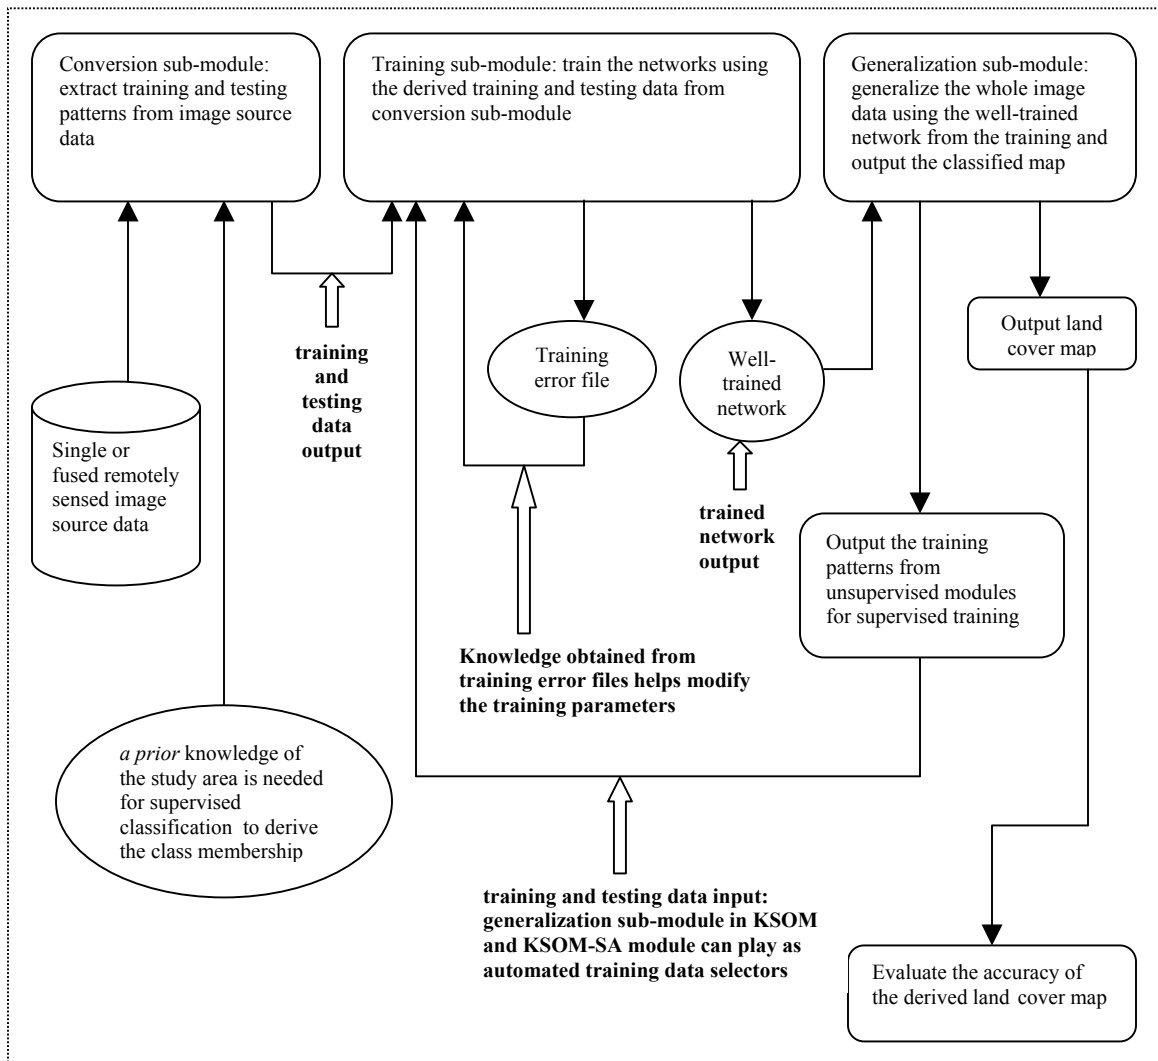 Conversion sub-module:
extract training and testing
patterns from image source
data
Training sub-module: train the networks using
the derived training and testing data from
conversion sub-module
Generalization sub-module:
generalize the whole image
data using the well-trained
network from the training and
output the classified map
training
and
testing
data
output
Training
error file
Well-
trained
network
Output land
cover map
Single or
fused remotely
sensed image
source data
trained
network
output
Output the training
patterns from
unsupervised modules
for supervised training
Knowledge obtained from
training error files helps modify
the training parameters
a prior knowledge of
the study area is needed
for supervised
classification to derive
the class membership
training and testing data input:
generalization sub-module in KSOM
and KSOM-SA module can play as
automated training data selectors
Evaluate the accuracy of
the derived land cover map